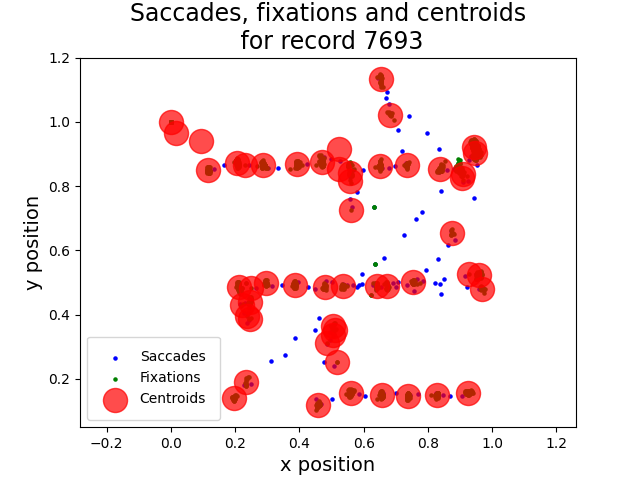 Saccades, fixations and centroids
for record 7693
y position
1.2
1.0
0.8
0.6
0.4
0.2
Saccades
Fixations
Centroids
−0.2
0.0
0.2
0.4
0.6
0.8
1.0
1.2
x position